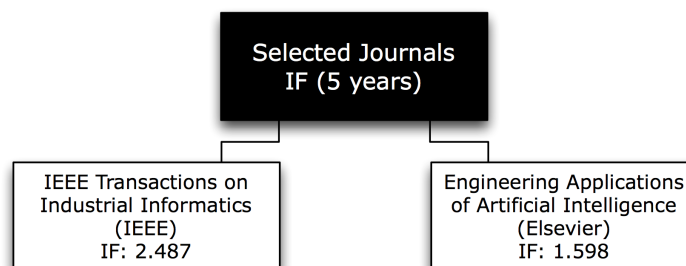 Selected Journals
IF (5 years)
IEEE Transactions on
Industrial Informatics
(IEEE)
IF: 2.487
Engineering Applications
of Artificial Intelligence
(Elsevier)
IF: 1.598